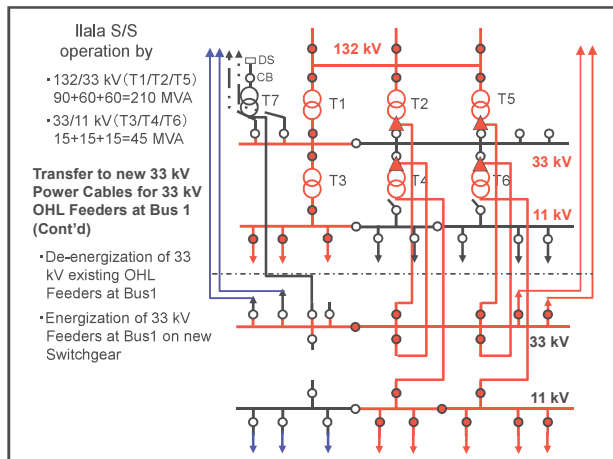 Ilala S/S
operation by
・132/33 kV(T1/T2/T5)
90+60+60=210 MVA
・33/11 kV(T3/T4/T6)
15+15+15=45 MVA
Transfer to new 33 kV
Power Cables for 33 kV
OHL Feeders at Bus 1
(Cont'd)
・De-energization of 33
kV existing OHL
Feeders at Bus1
・Energization of 33 kV
Feeders at Bus1 on new
Switchgear
DS
CB
T7
132 kV
T1
T2
T5
33 kV
T3
T4
T6
11 kV
33 kV
11 kV